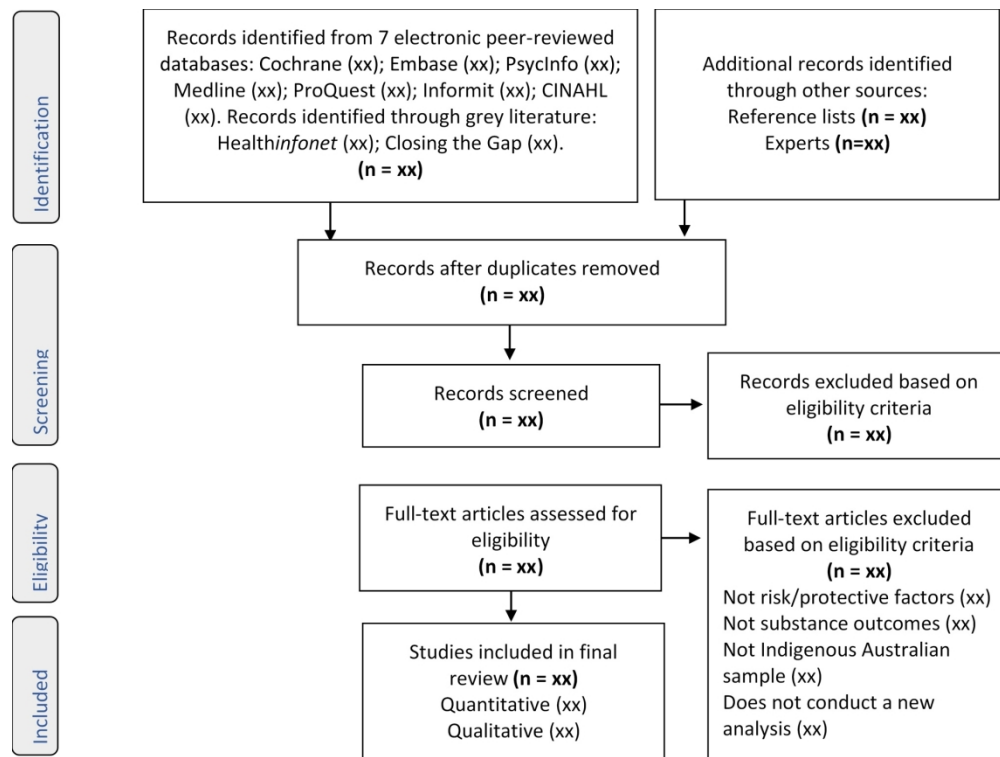 Identification
Records identified from 7 electronic peer-reviewed
databases: Cochrane (xx); Embase (xx); PsycInfo (xx);
Medline (xx); ProQuest (xx); Informit (xx); CINAHL
(xx). Records identified through grey literature:
Healthinfonet (xx); Closing the Gap (xx).
(n = xx)
Additional records identified
through other sources:
Reference lists (n = xx)
Experts (n=xx)
Records after duplicates removed
(n = xx)
Screening
Records screened
(n = xx)
Records excluded based on
eligibility criteria
(n = xx)
Eligibility
Full-text articles assessed for
eligibility
(n = xx)
Full-text articles excluded
based on eligibility criteria
(n = xx)
Not risk/protective factors (xx)
Not substance outcomes (xx)
Not Indigenous Australian
sample (xx)
Does not conduct a new
analysis (xx)
Included
Studies included in final
review (n = xx)
Quantitative (xx)
Qualitative (xx)